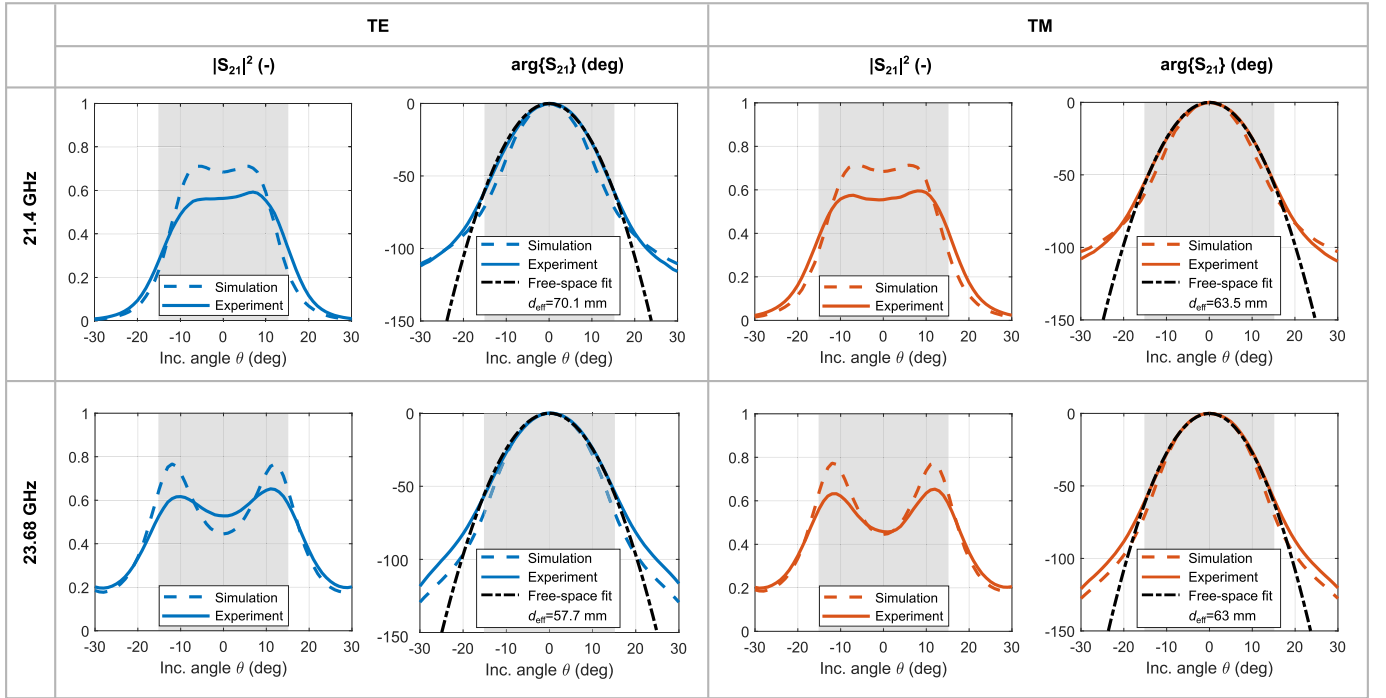 TE
TM
|S21|² (-)
arg{S21} (deg)
|S21|² (-)
arg{S21} (deg)
21.4 GHz
1
0.8
0.6
0.4
0.2
0
-30 -20 -10 0 10 20 30
Inc. angle θ (deg)
Simulation
Experiment
0
-50
-100
-150
-30 -20 -10 0 10 20 30
Inc. angle θ (deg)
Simulation
Experiment
Free-space fit
deff=70.1 mm
1
0.8
0.6
0.4
0.2
0
-30 -20 -10 0 10 20 30
Inc. angle θ (deg)
Simulation
Experiment
0
-50
-100
-150
-30 -20 -10 0 10 20 30
Inc. angle θ (deg)
Simulation
Experiment
Free-space fit
deff=63.5 mm
23.68 GHz
1
0.8
0.6
0.4
0.2
0
-30 -20 -10 0 10 20 30
Inc. angle θ (deg)
Simulation
Experiment
0
-50
-100
-150
-30 -20 -10 0 10 20 30
Inc. angle θ (deg)
Simulation
Experiment
Free-space fit
deff=57.7 mm
1
0.8
0.6
0.4
0.2
0
-30 -20 -10 0 10 20 30
Inc. angle θ (deg)
Simulation
Experiment
0
-50
-100
-150
-30 -20 -10 0 10 20 30
Inc. angle θ (deg)
Simulation
Experiment
Free-space fit
deff=63 mm